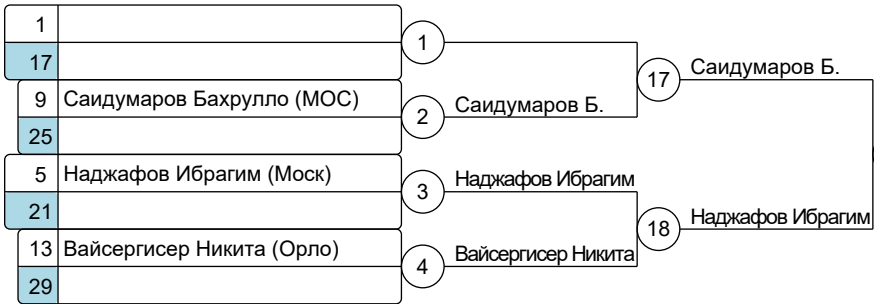 1
17
1
9 Саидумаров Бахрулло (МОС)
25
2
Саидумаров Б.
17
Саидумаров Б.
5 Наджафов Ибрагим (Моск)
21
3
Наджафов Ибрагим
13 Вайсергисер Никита (Орло)
29
4
Вайсергисер Никита
18
Наджафов Ибрагим